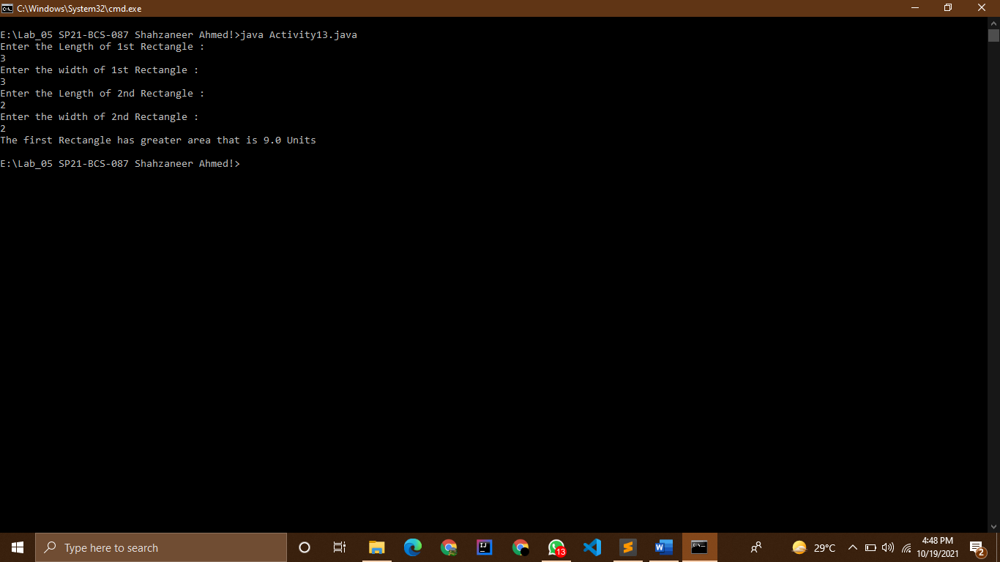 C:\Windows\System32\cmd.exe
E:\Lab_05 SP21-BCS-087 Shahzaneer Ahmed!>java Activity13.java
Enter the Length of 1st Rectangle :
3
Enter the width of 1st Rectangle :
3
Enter the Length of 2nd Rectangle :
2
Enter the width of 2nd Rectangle :
2
The first Rectangle has greater area that is 9.0 Units
E:\Lab_05 SP21-BCS-087 Shahzaneer Ahmed!>
Type here to search
IJ
13
W
29°C
4:48 PM
10/19/2021
2